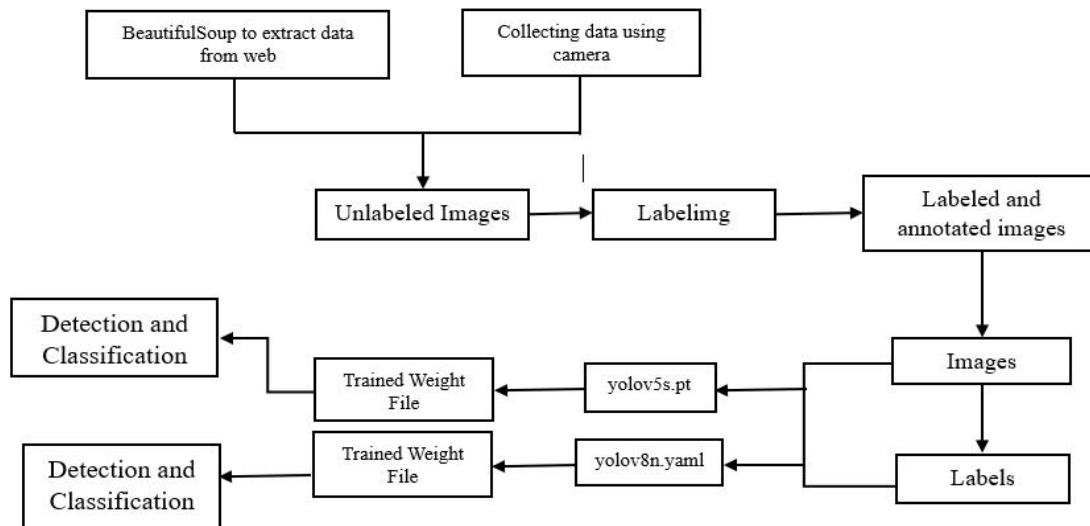 BeautifulSoup to extract data
from web
Collecting data using
camera
Unlabeled Images
Labelimg
Labeled and
annotated images
Detection and
Classification
Trained Weight
File
yolov5s.pt
Images
Detection and
Classification
Trained Weight
File
yolov8n.yaml
Labels